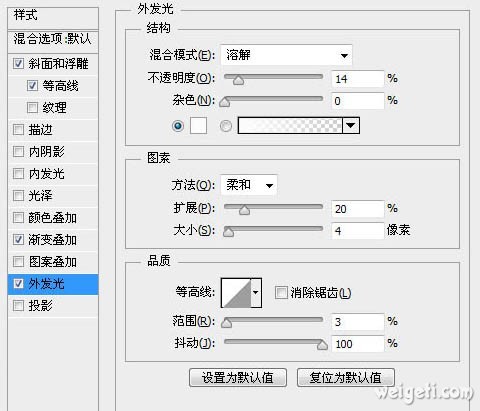 样式
混合选项:默认
斜面和浮雕
等高线
纹理
描边
内阴影
内发光
光泽
颜色叠加
渐变叠加
图案叠加
外发光
投影
外发光
结构
混合模式(E): 溶解
不透明度(O): 14 %
杂色(N): 0 %
图素
方法(Q): 柔和
扩展(P): 20 %
大小(S): 4 像素
品质
等高线: 消除锯齿(L)
范围(R): 3 %
抖动(J): 100 %
设置为默认值 复位为默认值
weigeti.com